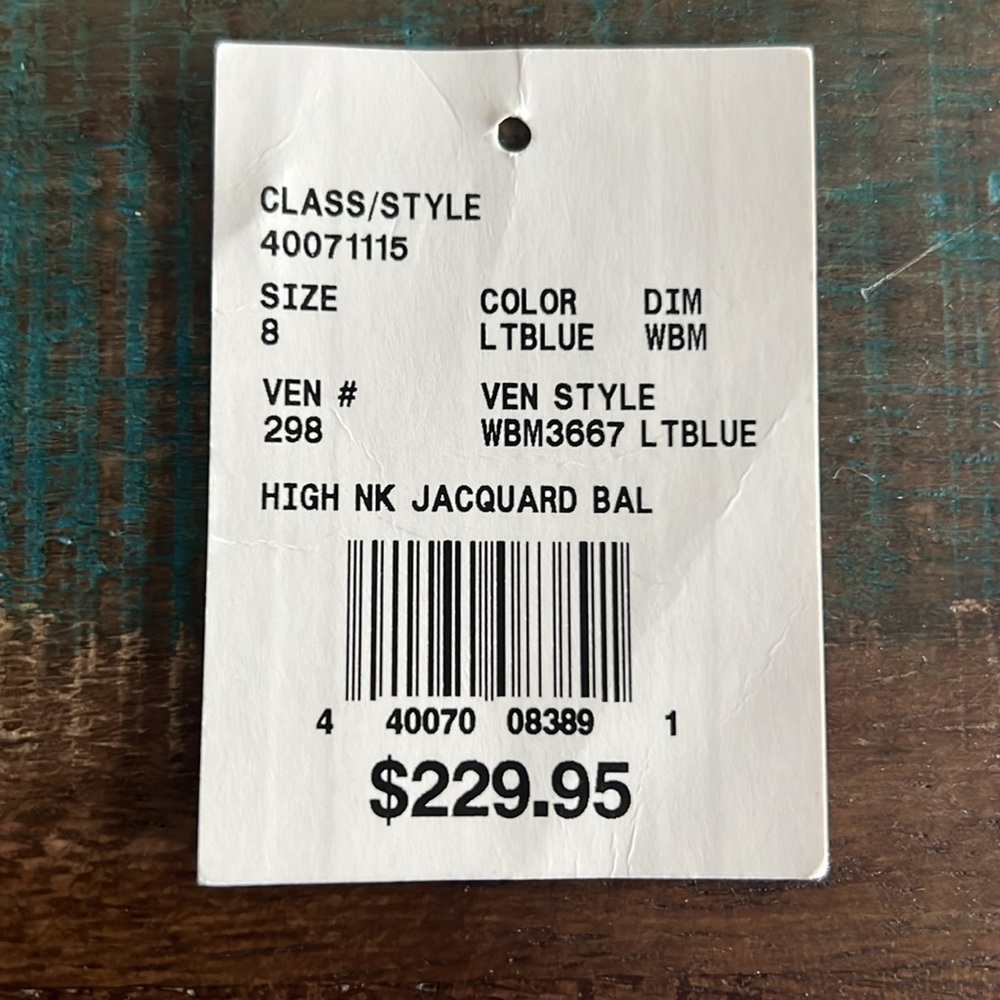 CLASS/STYLE
40071115
SIZE COLOR DIM
8 LTBLUE WBM
VEN # VEN STYLE
298 WBM3667 LTBLUE
HIGH NK JACQUARD BAL
4 40070 08389 1
$229.95